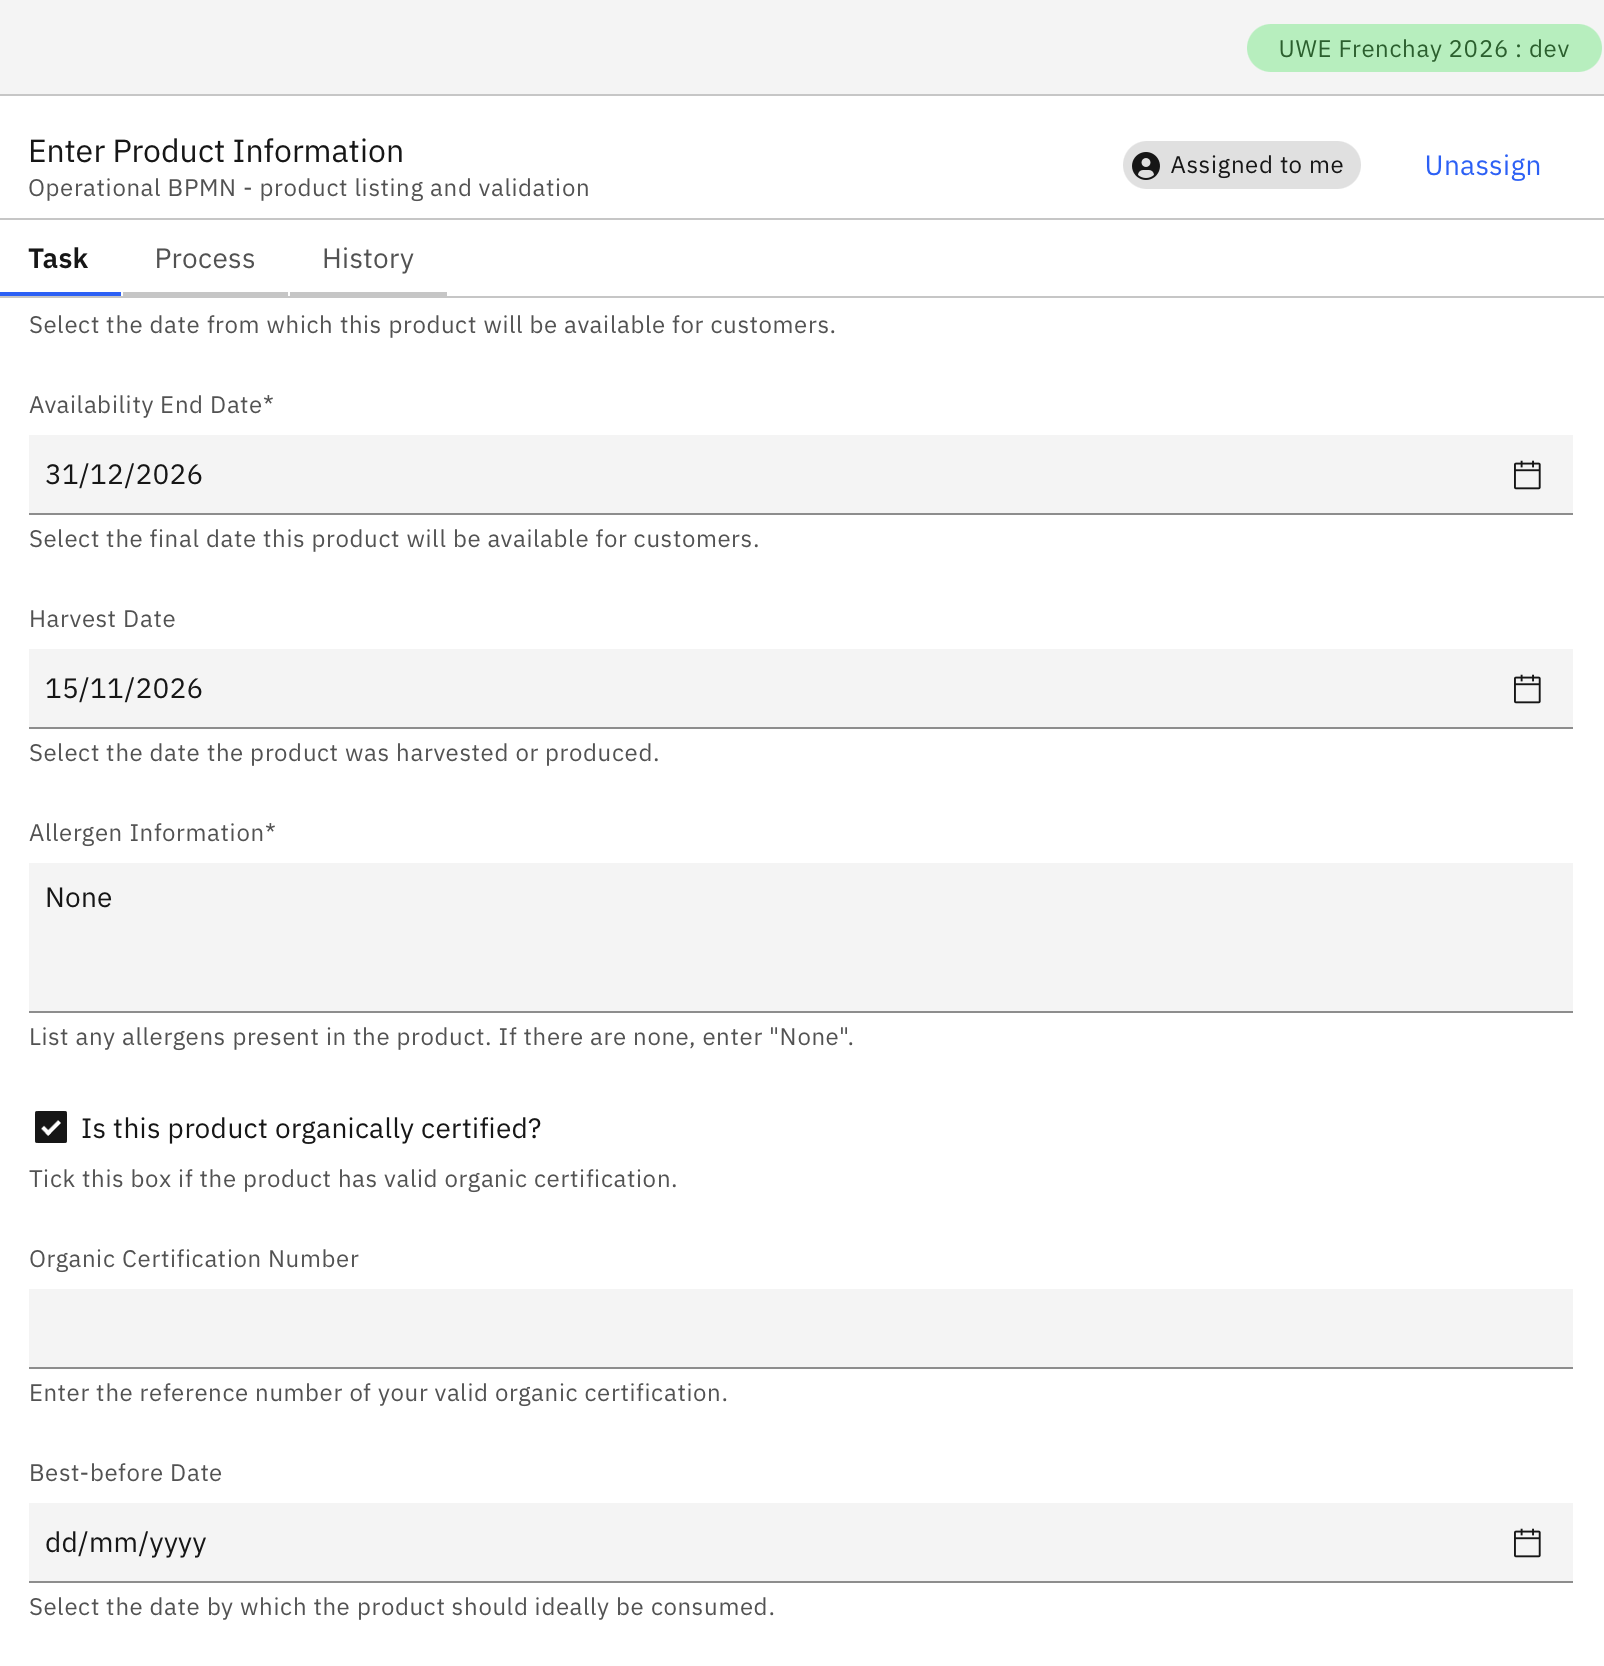 UWE Frenchay 2026 : dev
Enter Product Information
Operational BPMN - product listing and validation
Assigned to me
Unassign
Task
Process
History
Select the date from which this product will be available for customers.
Availability End Date*
31/12/2026
Select the final date this product will be available for customers.
Harvest Date
15/11/2026
Select the date the product was harvested or produced.
Allergen Information*
None
List any allergens present in the product. If there are none, enter "None".
Is this product organically certified?
Tick this box if the product has valid organic certification.
Organic Certification Number
Enter the reference number of your valid organic certification.
Best-before Date
dd/mm/yyyy
Select the date by which the product should ideally be consumed.